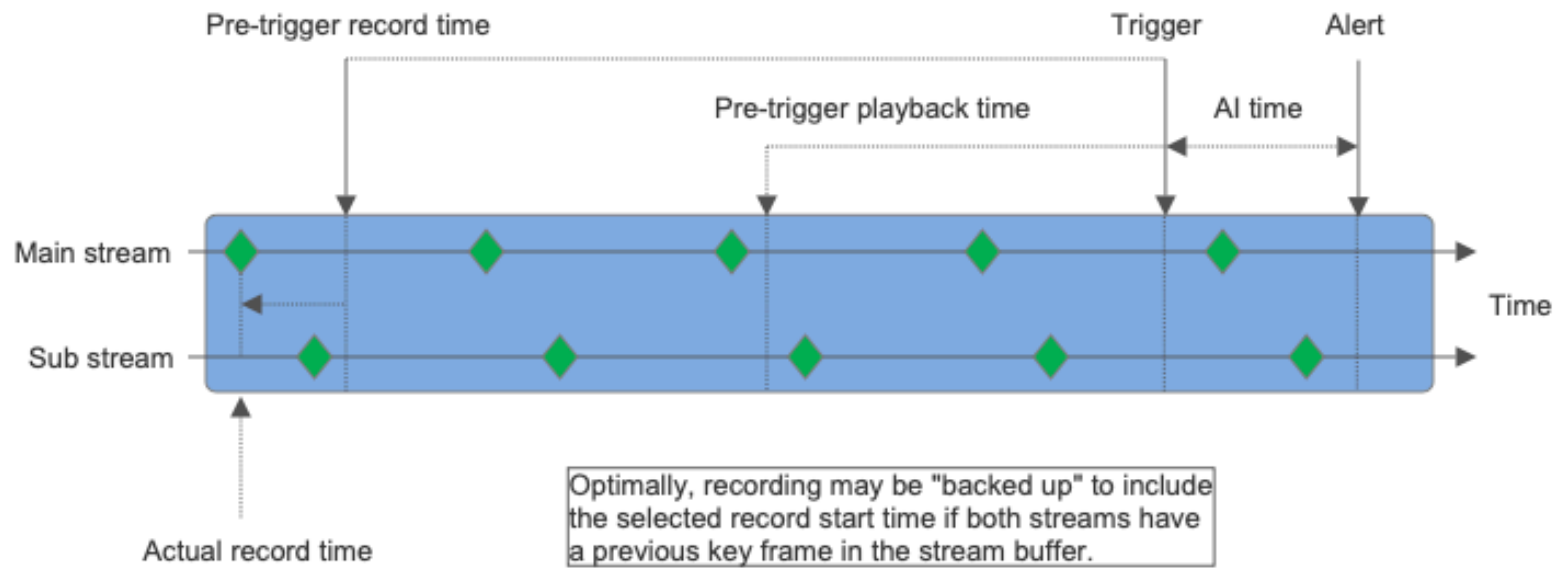 Pre-trigger record time
Trigger
Alert
Pre-trigger playback time
AI time
Main stream
Time
Sub stream
Optimally, recording may be "backed up" to include
the selected record start time if both streams have
a previous key frame in the stream buffer.
Actual record time